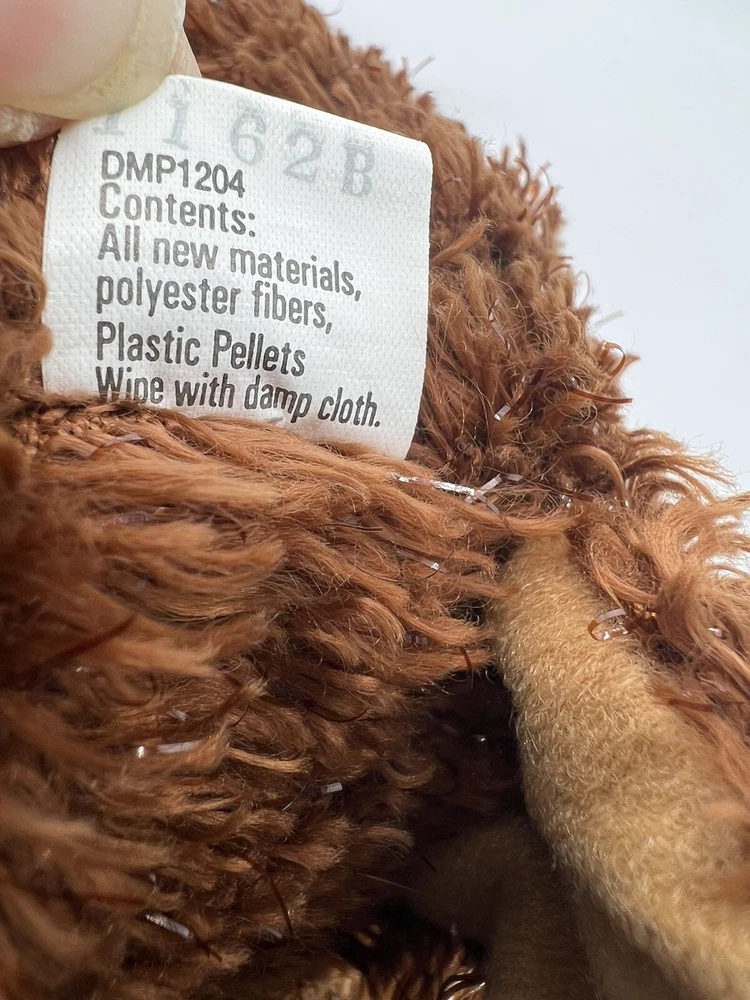 1162B
DMP1204
Contents:
All new materials,
polyester fibers,
Plastic Pellets
Wipe with damp cloth.